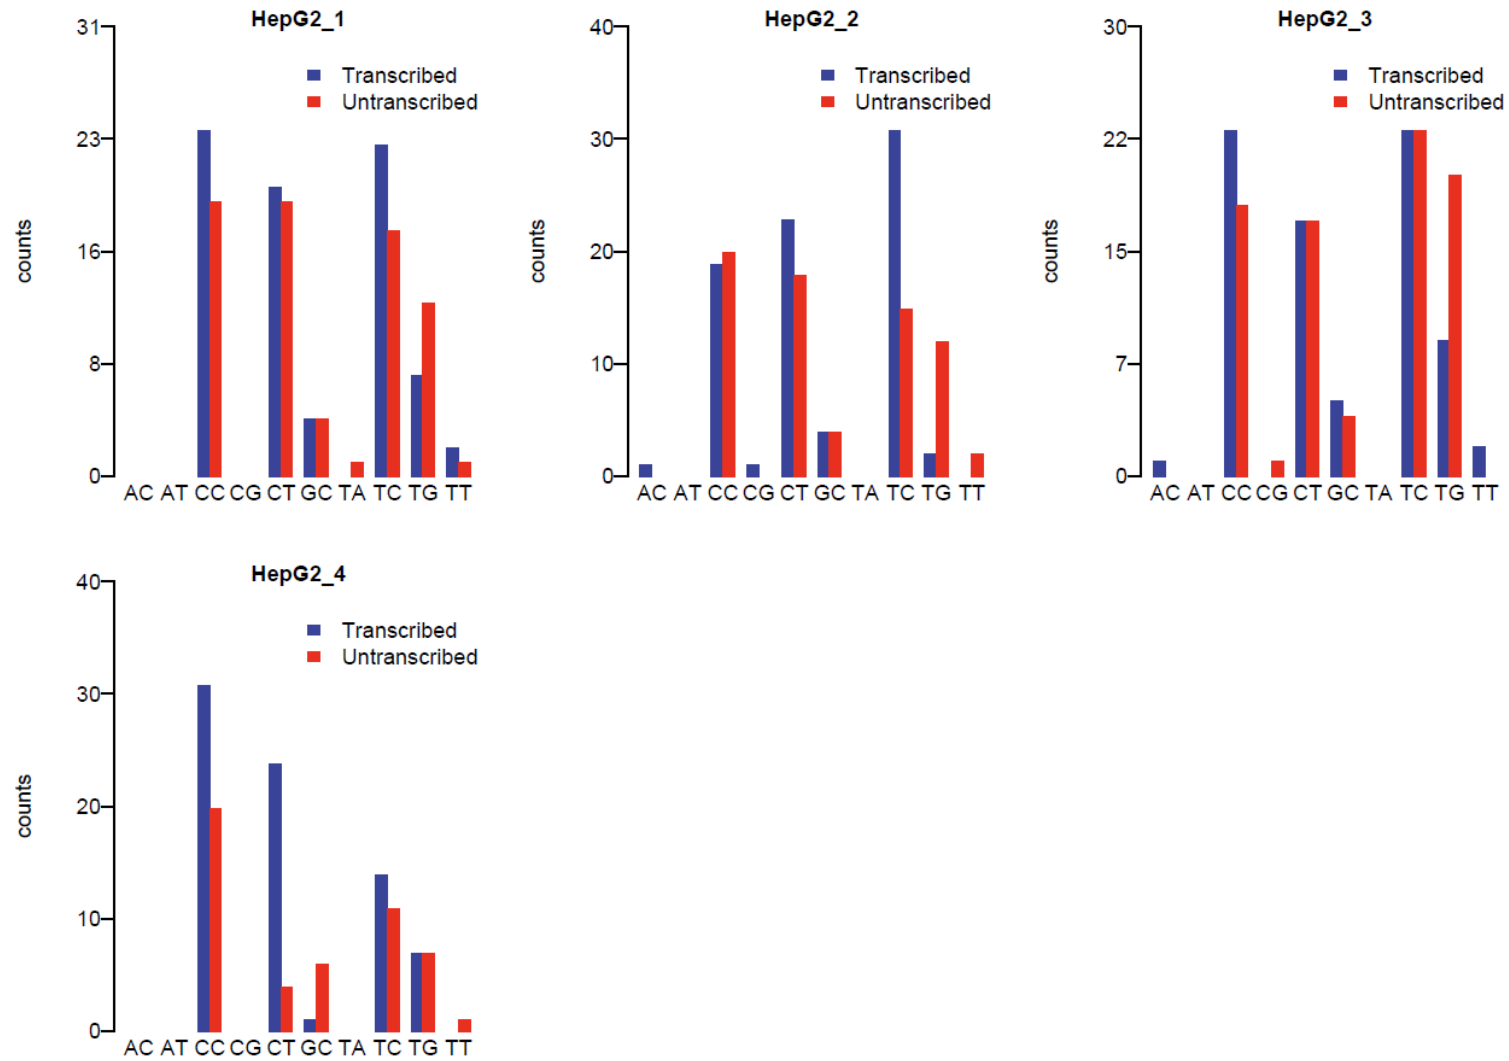 HepG2_1
31
23
16
8
0
counts
Transcribed
Untranscribed
AC AT CC CG CT GC TA TC TG TT
HepG2_2
40
30
20
10
0
counts
Transcribed
Untranscribed
AC AT CC CG CT GC TA TC TG TT
HepG2_3
30
22
15
7
0
counts
Transcribed
Untranscribed
AC AT CC CG CT GC TA TC TG TT
HepG2_4
40
30
20
10
0
counts
Transcribed
Untranscribed
AC AT CC CG CT GC TA TC TG TT